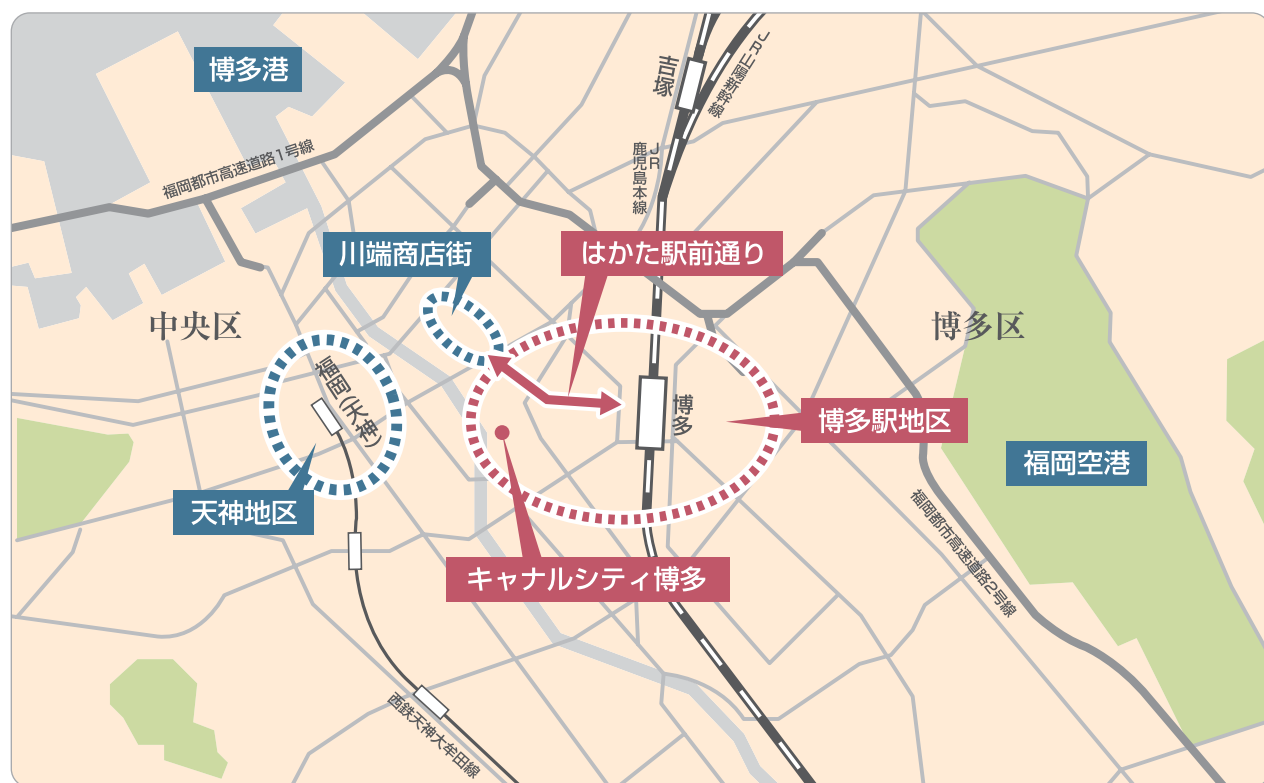 博多港
吉塚
JR山陽新幹線
福岡都市高速道路1号線
JR
鹿児島本線
川端商店街
はかた駅前通り
中央区
博多区
福岡(天神)
博多
博多駅地区
福岡空港
天神地区
福岡都市高速道路2号線
キャナルシティ博多
西鉄天神大牟田線